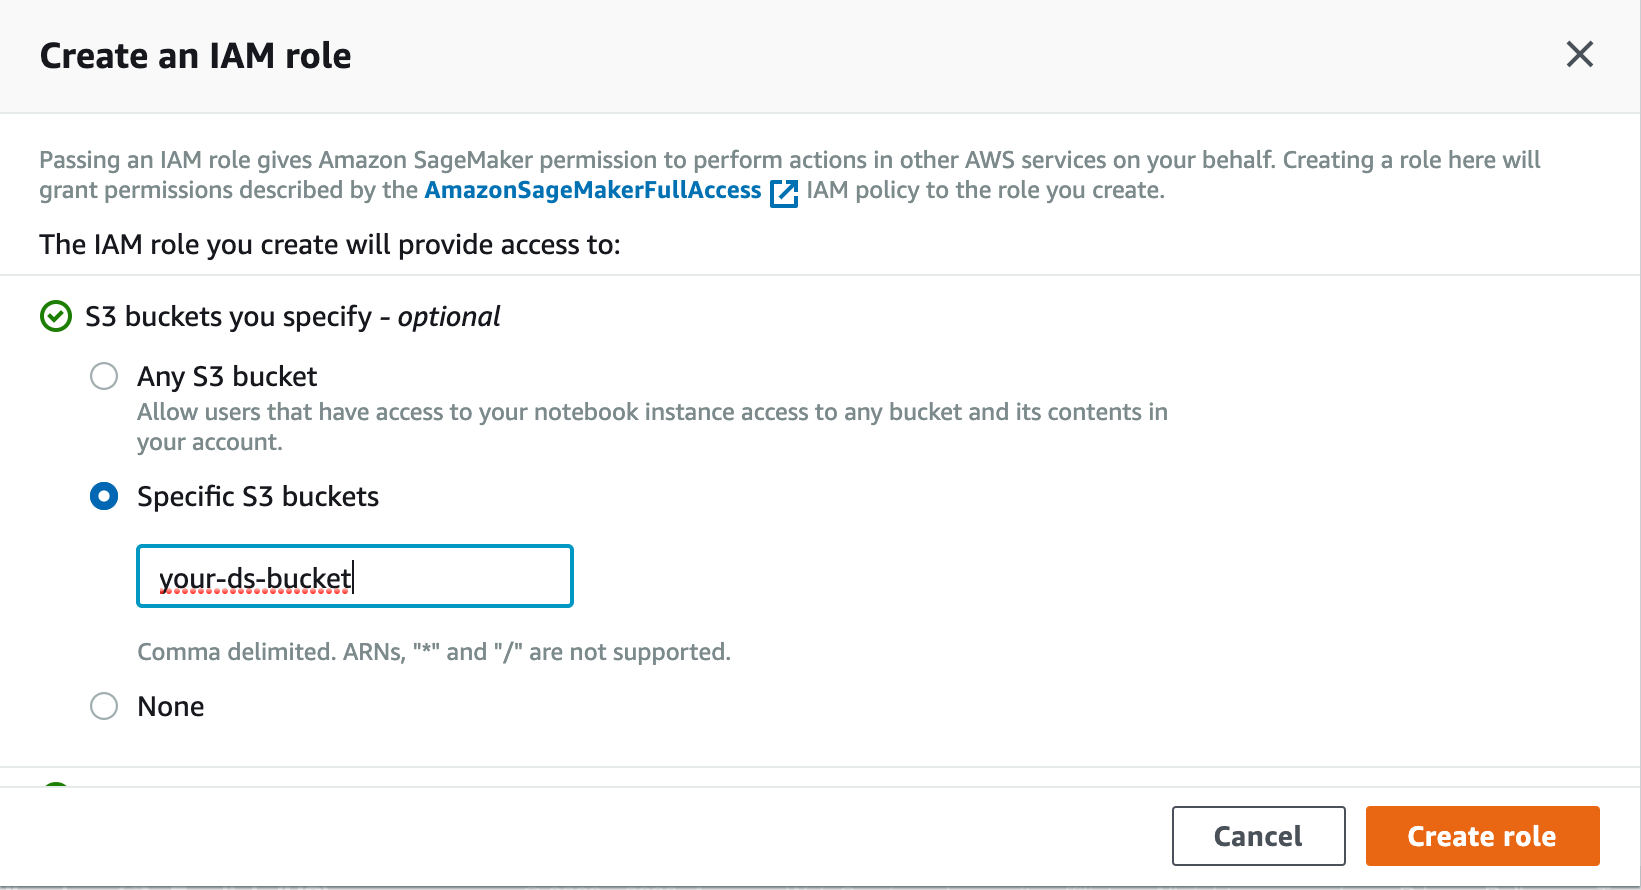 Create an IAM role
Passing an IAM role gives Amazon SageMaker permission to perform actions in other AWS services on your behalf. Creating a role here will
grant permissions described by the AmazonSageMakerFullAccess IAM policy to the role you create.
The IAM role you create will provide access to:
S3 buckets you specify - optional
Any S3 bucket
Allow users that have access to your notebook instance access to any bucket and its contents in
your account.
Specific S3 buckets
your-ds-bucket
Comma delimited. ARNs, "*" and "/" are not supported.
None
Cancel
Create role